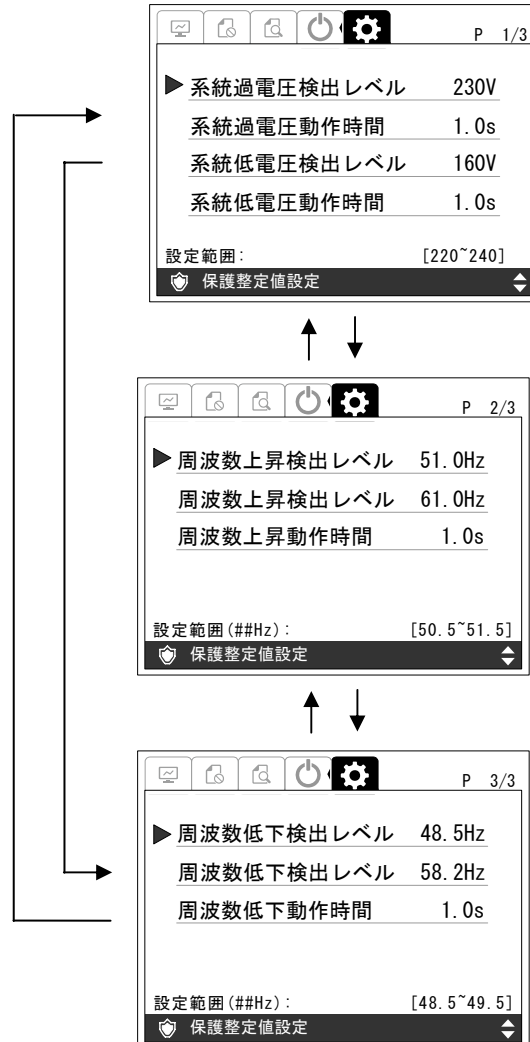 P 1/3
系統過電圧検出レベル 230V
系統過電圧動作時間 1.0s
系統低電圧検出レベル 160V
系統低電圧動作時間 1.0s
設定範囲: [220~240]
保護整定値設定
P 2/3
周波数上昇検出レベル 51.0Hz
周波数上昇検出レベル 61.0Hz
周波数上昇動作時間 1.0s
設定範囲(##Hz): [50.5~51.5]
保護整定値設定
P 3/3
周波数低下検出レベル 48.5Hz
周波数低下検出レベル 58.2Hz
周波数低下動作時間 1.0s
設定範囲(##Hz): [48.5~49.5]
保護整定値設定